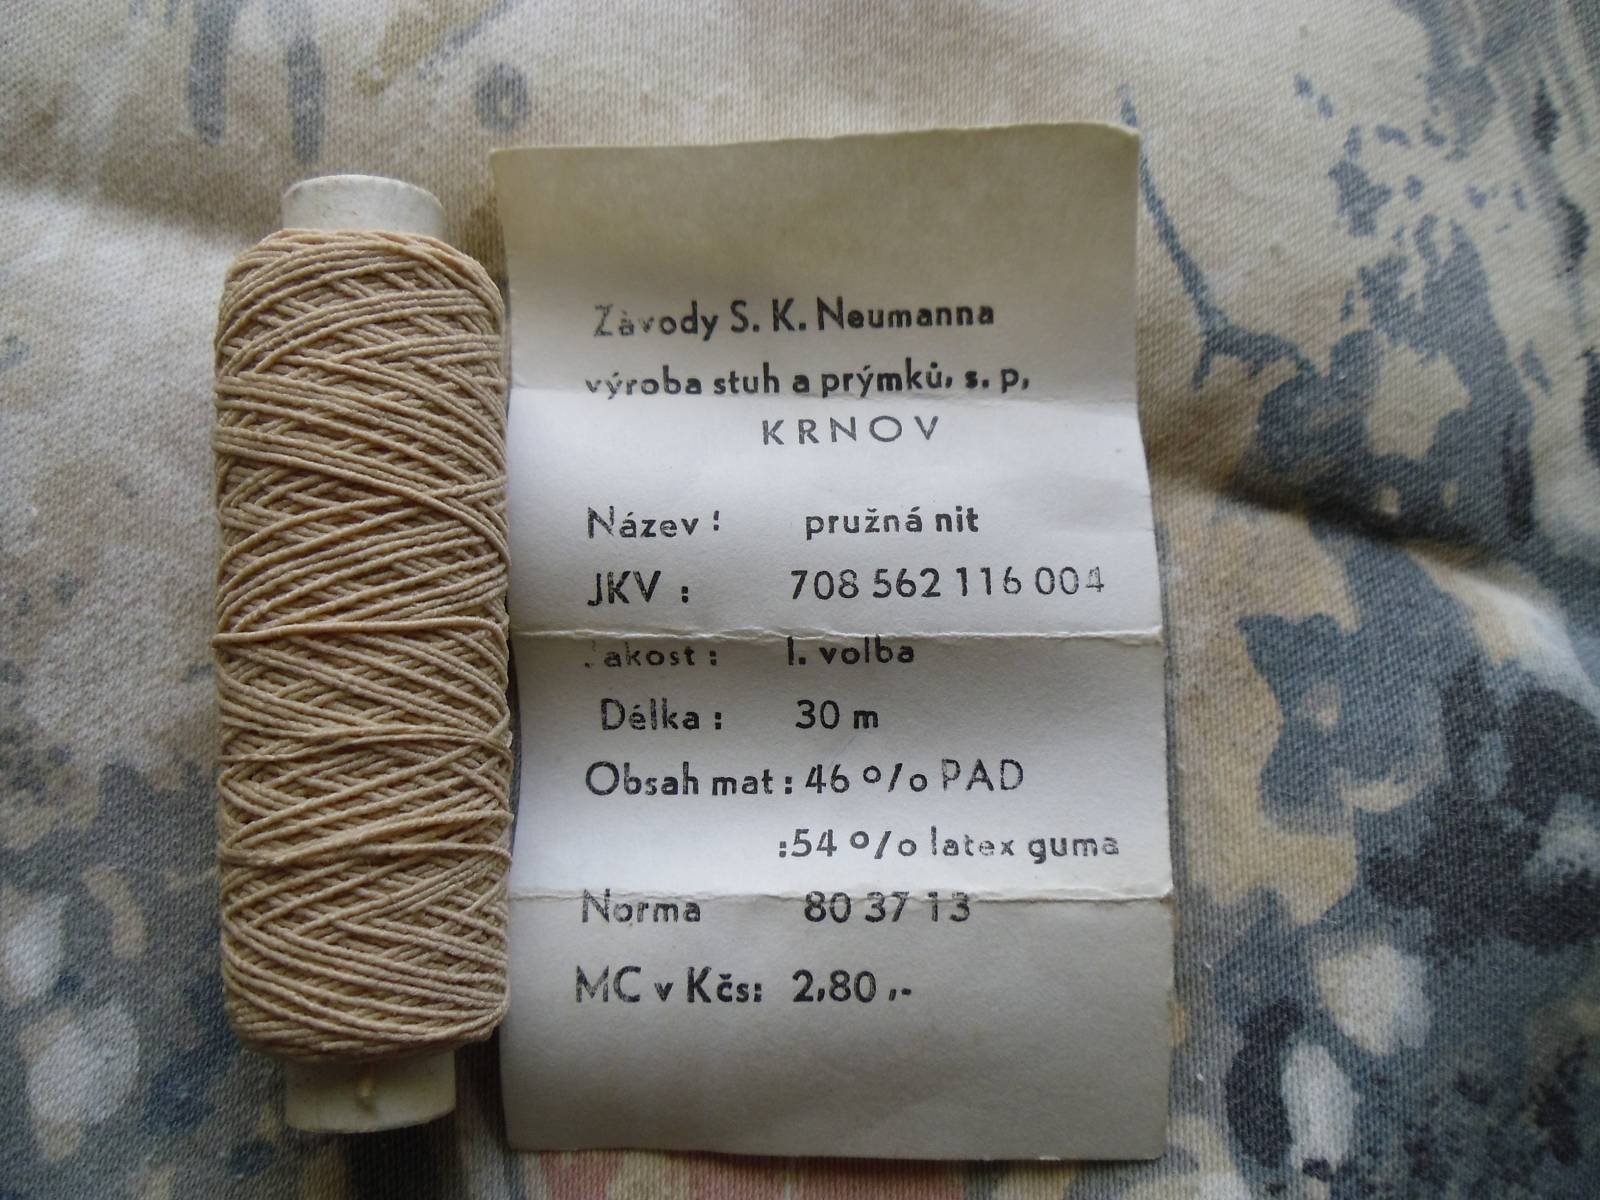 Závody S. K. Neumanna
výroba stuh a prýmků, s. p,
KRNOV
Název : pružná nit
JKV : 708 562 116 004
Jakost : I. volba
Délka : 30 m
Obsah mat : 46 o/o PAD
:54 o/o latex guma
Norma 80 37 13
MC v Kčs: 2,80 ,-